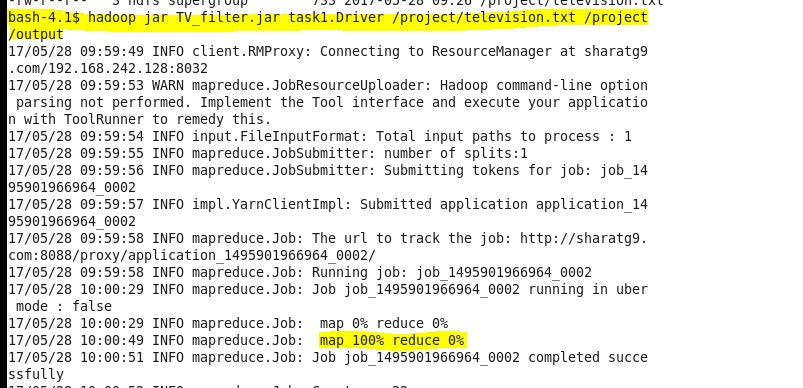 -rw-r--r-- 3 hdfs supergroup 733 2017-05-28 09:26 /project/television.txt
bash-4.1$ hadoop jar TV_filter.jar task1.Driver /project/television.txt /project
/output
17/05/28 09:59:49 INFO client.RMProxy: Connecting to ResourceManager at sharatg9
.com/192.168.242.128:8032
17/05/28 09:59:53 WARN mapreduce.JobResourceUploader: Hadoop command-line option
 parsing not performed. Implement the Tool interface and execute your applicatio
n with ToolRunner to remedy this.
17/05/28 09:59:54 INFO input.FileInputFormat: Total input paths to process : 1
17/05/28 09:59:55 INFO mapreduce.JobSubmitter: number of splits:1
17/05/28 09:59:56 INFO mapreduce.JobSubmitter: Submitting tokens for job: job_14
95901966964_0002
17/05/28 09:59:57 INFO impl.YarnClientImpl: Submitted application application_14
95901966964_0002
17/05/28 09:59:58 INFO mapreduce.Job: The url to track the job: http://sharatg9.
com:8088/proxy/application_1495901966964_0002/
17/05/28 09:59:58 INFO mapreduce.Job: Running job: job_1495901966964_0002
17/05/28 10:00:29 INFO mapreduce.Job: Job job_1495901966964_0002 running in uber
 mode : false
17/05/28 10:00:29 INFO mapreduce.Job:  map 0% reduce 0%
17/05/28 10:00:49 INFO mapreduce.Job:  map 100% reduce 0%
17/05/28 10:00:51 INFO mapreduce.Job: Job job_1495901966964_0002 completed succe
ssfully